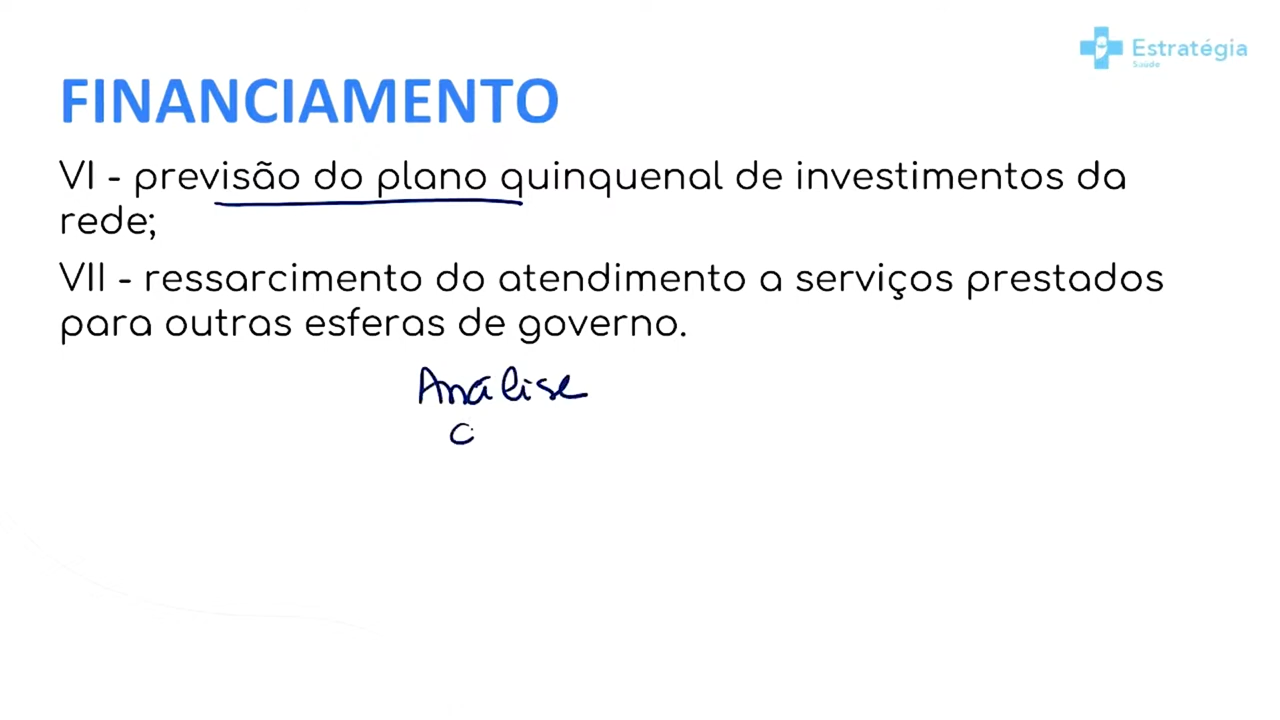 Estratégia
Saúde
FINANCIAMENTO
VI - previsão do plano quinquenal de investimentos da
rede;
VII - ressarcimento do atendimento a serviços prestados
para outras esferas de governo.
Análise
c